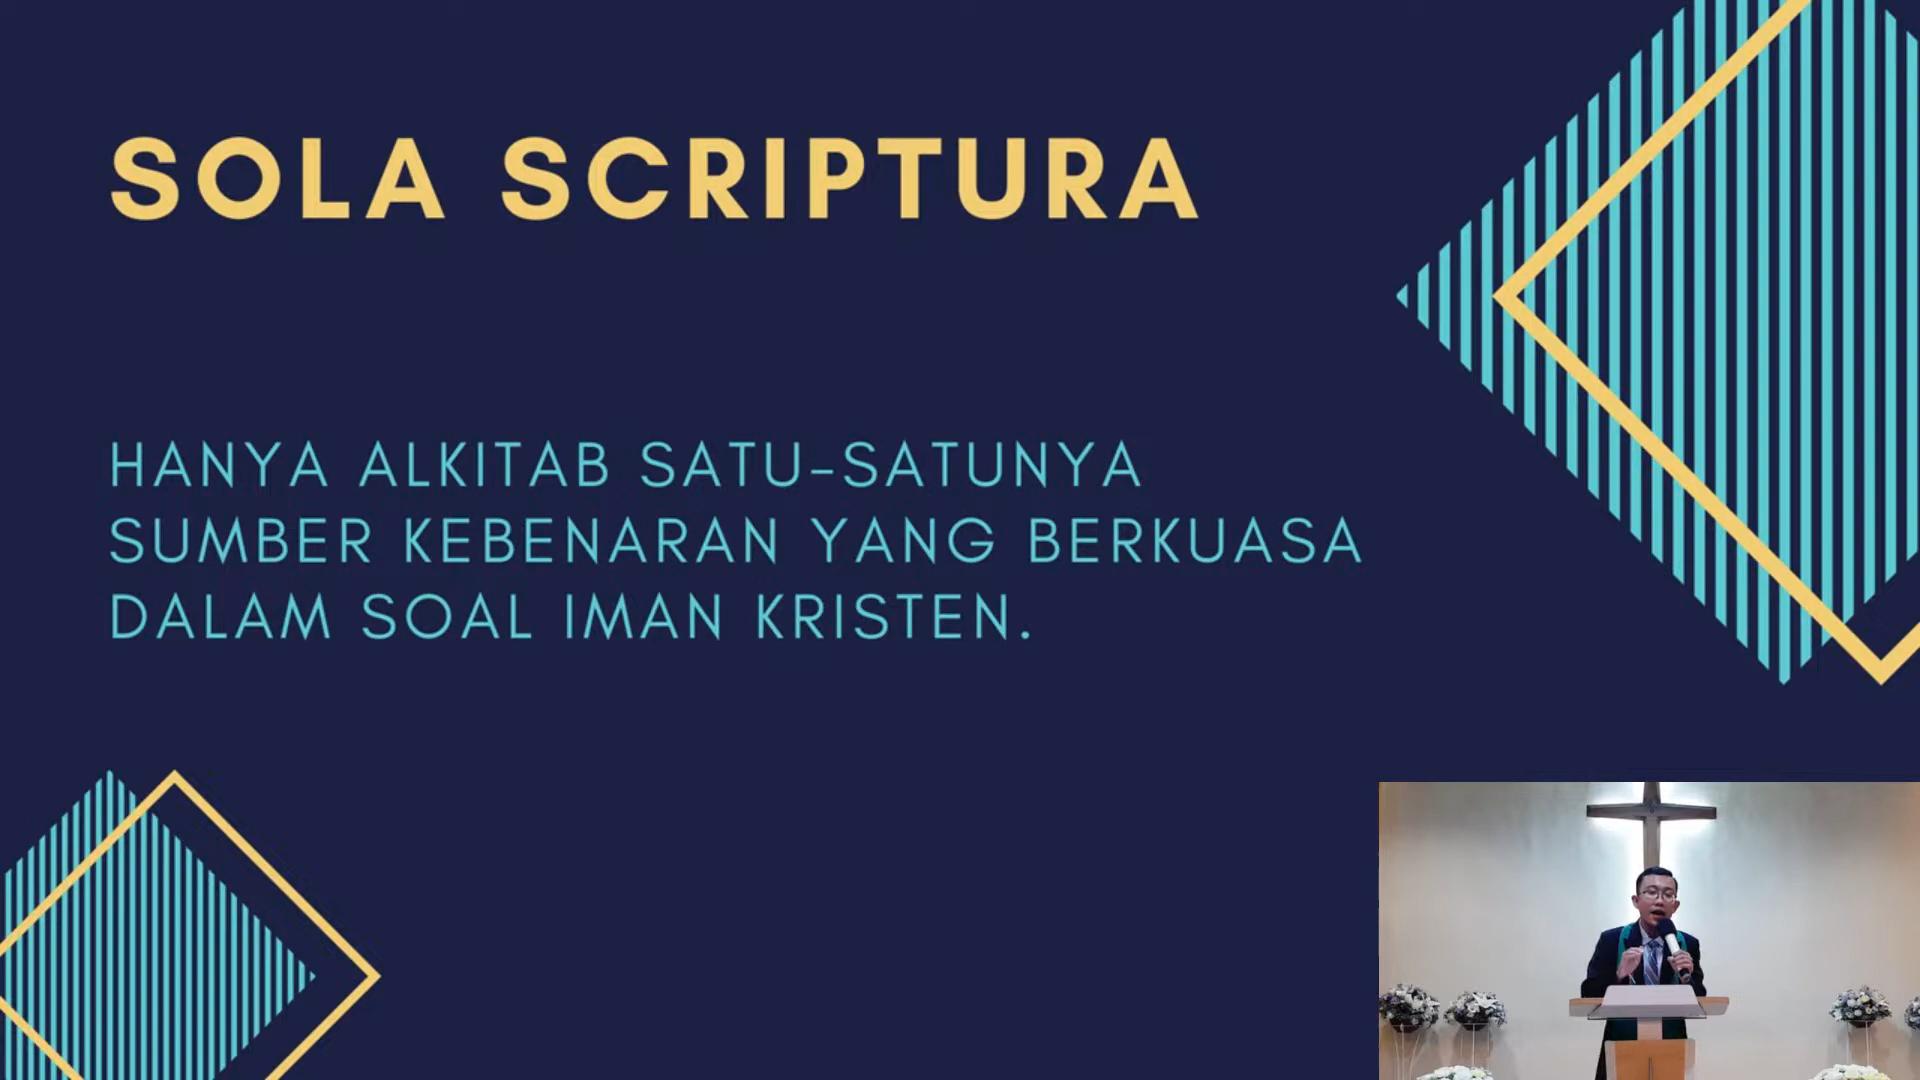 SOLA SCRIPTURA
HANYA ALKITAB SATU-SATUNYA
SUMBER KEBENARAN YANG BERKUASA
DALAM SOAL IMAN KRISTEN.